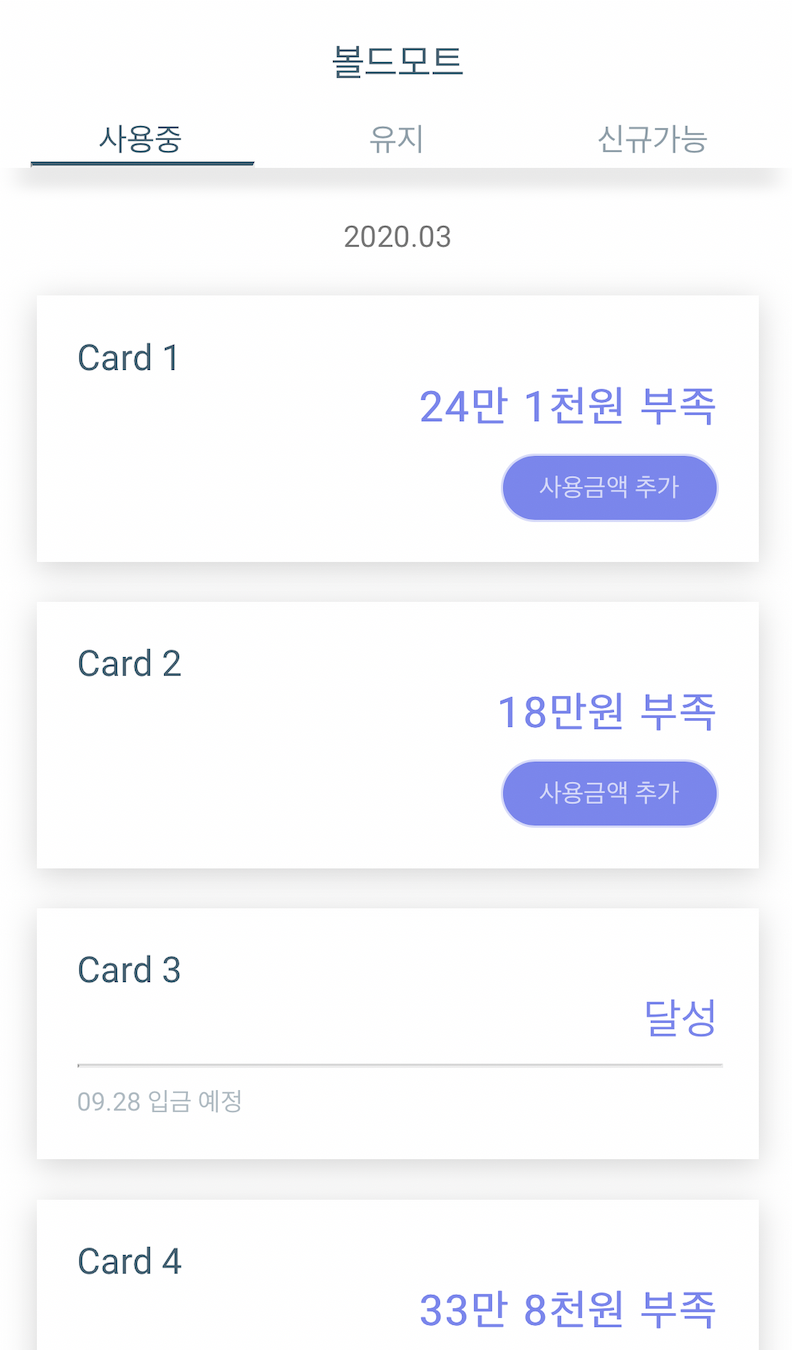 볼드모트
사용중 유지 신규가능
2020.03
Card 1
24만 1천원 부족
사용금액 추가
Card 2
18만원 부족
사용금액 추가
Card 3
달성
09.28 입금 예정
Card 4
33만 8천원 부족